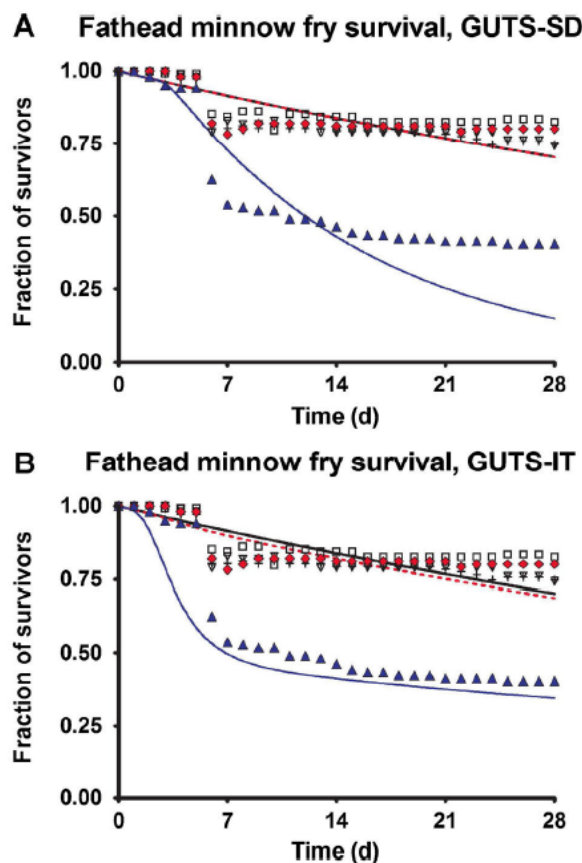 A Fathead minnow fry survival, GUTS-SD
1.00
0.75
0.50
0.25
0.00
Fraction of survivors
0 7 14 21 28
Time (d)
B Fathead minnow fry survival, GUTS-IT
1.00
0.75
0.50
0.25
0.00
Fraction of survivors
0 7 14 21 28
Time (d)